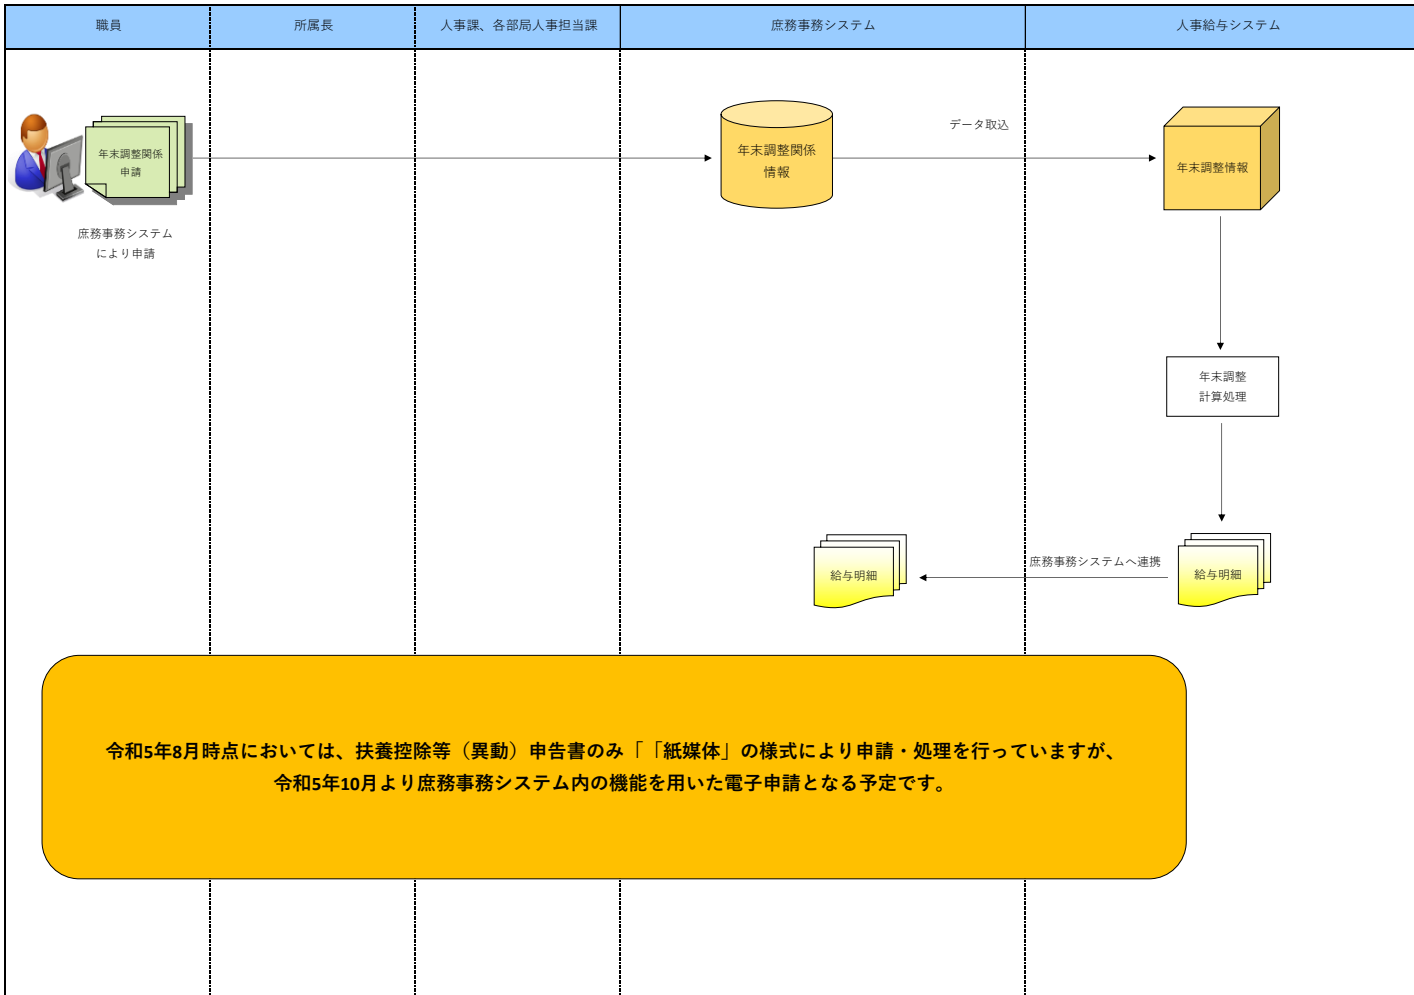 職員
所属長
人事課、各部局人事担当課
庶務事務システム
人事給与システム
年末調整関係
申請
庶務事務システム
により申請
年末調整関係
情報
データ取込
年末調整情報
年末調整
計算処理
給与明細
庶務事務システムへ連携
給与明細
令和5年8月時点においては、扶養控除等（異動）申告書のみ「「紙媒体」の様式により申請・処理を行っていますが、
令和5年10月より庶務事務システム内の機能を用いた電子申請となる予定です。